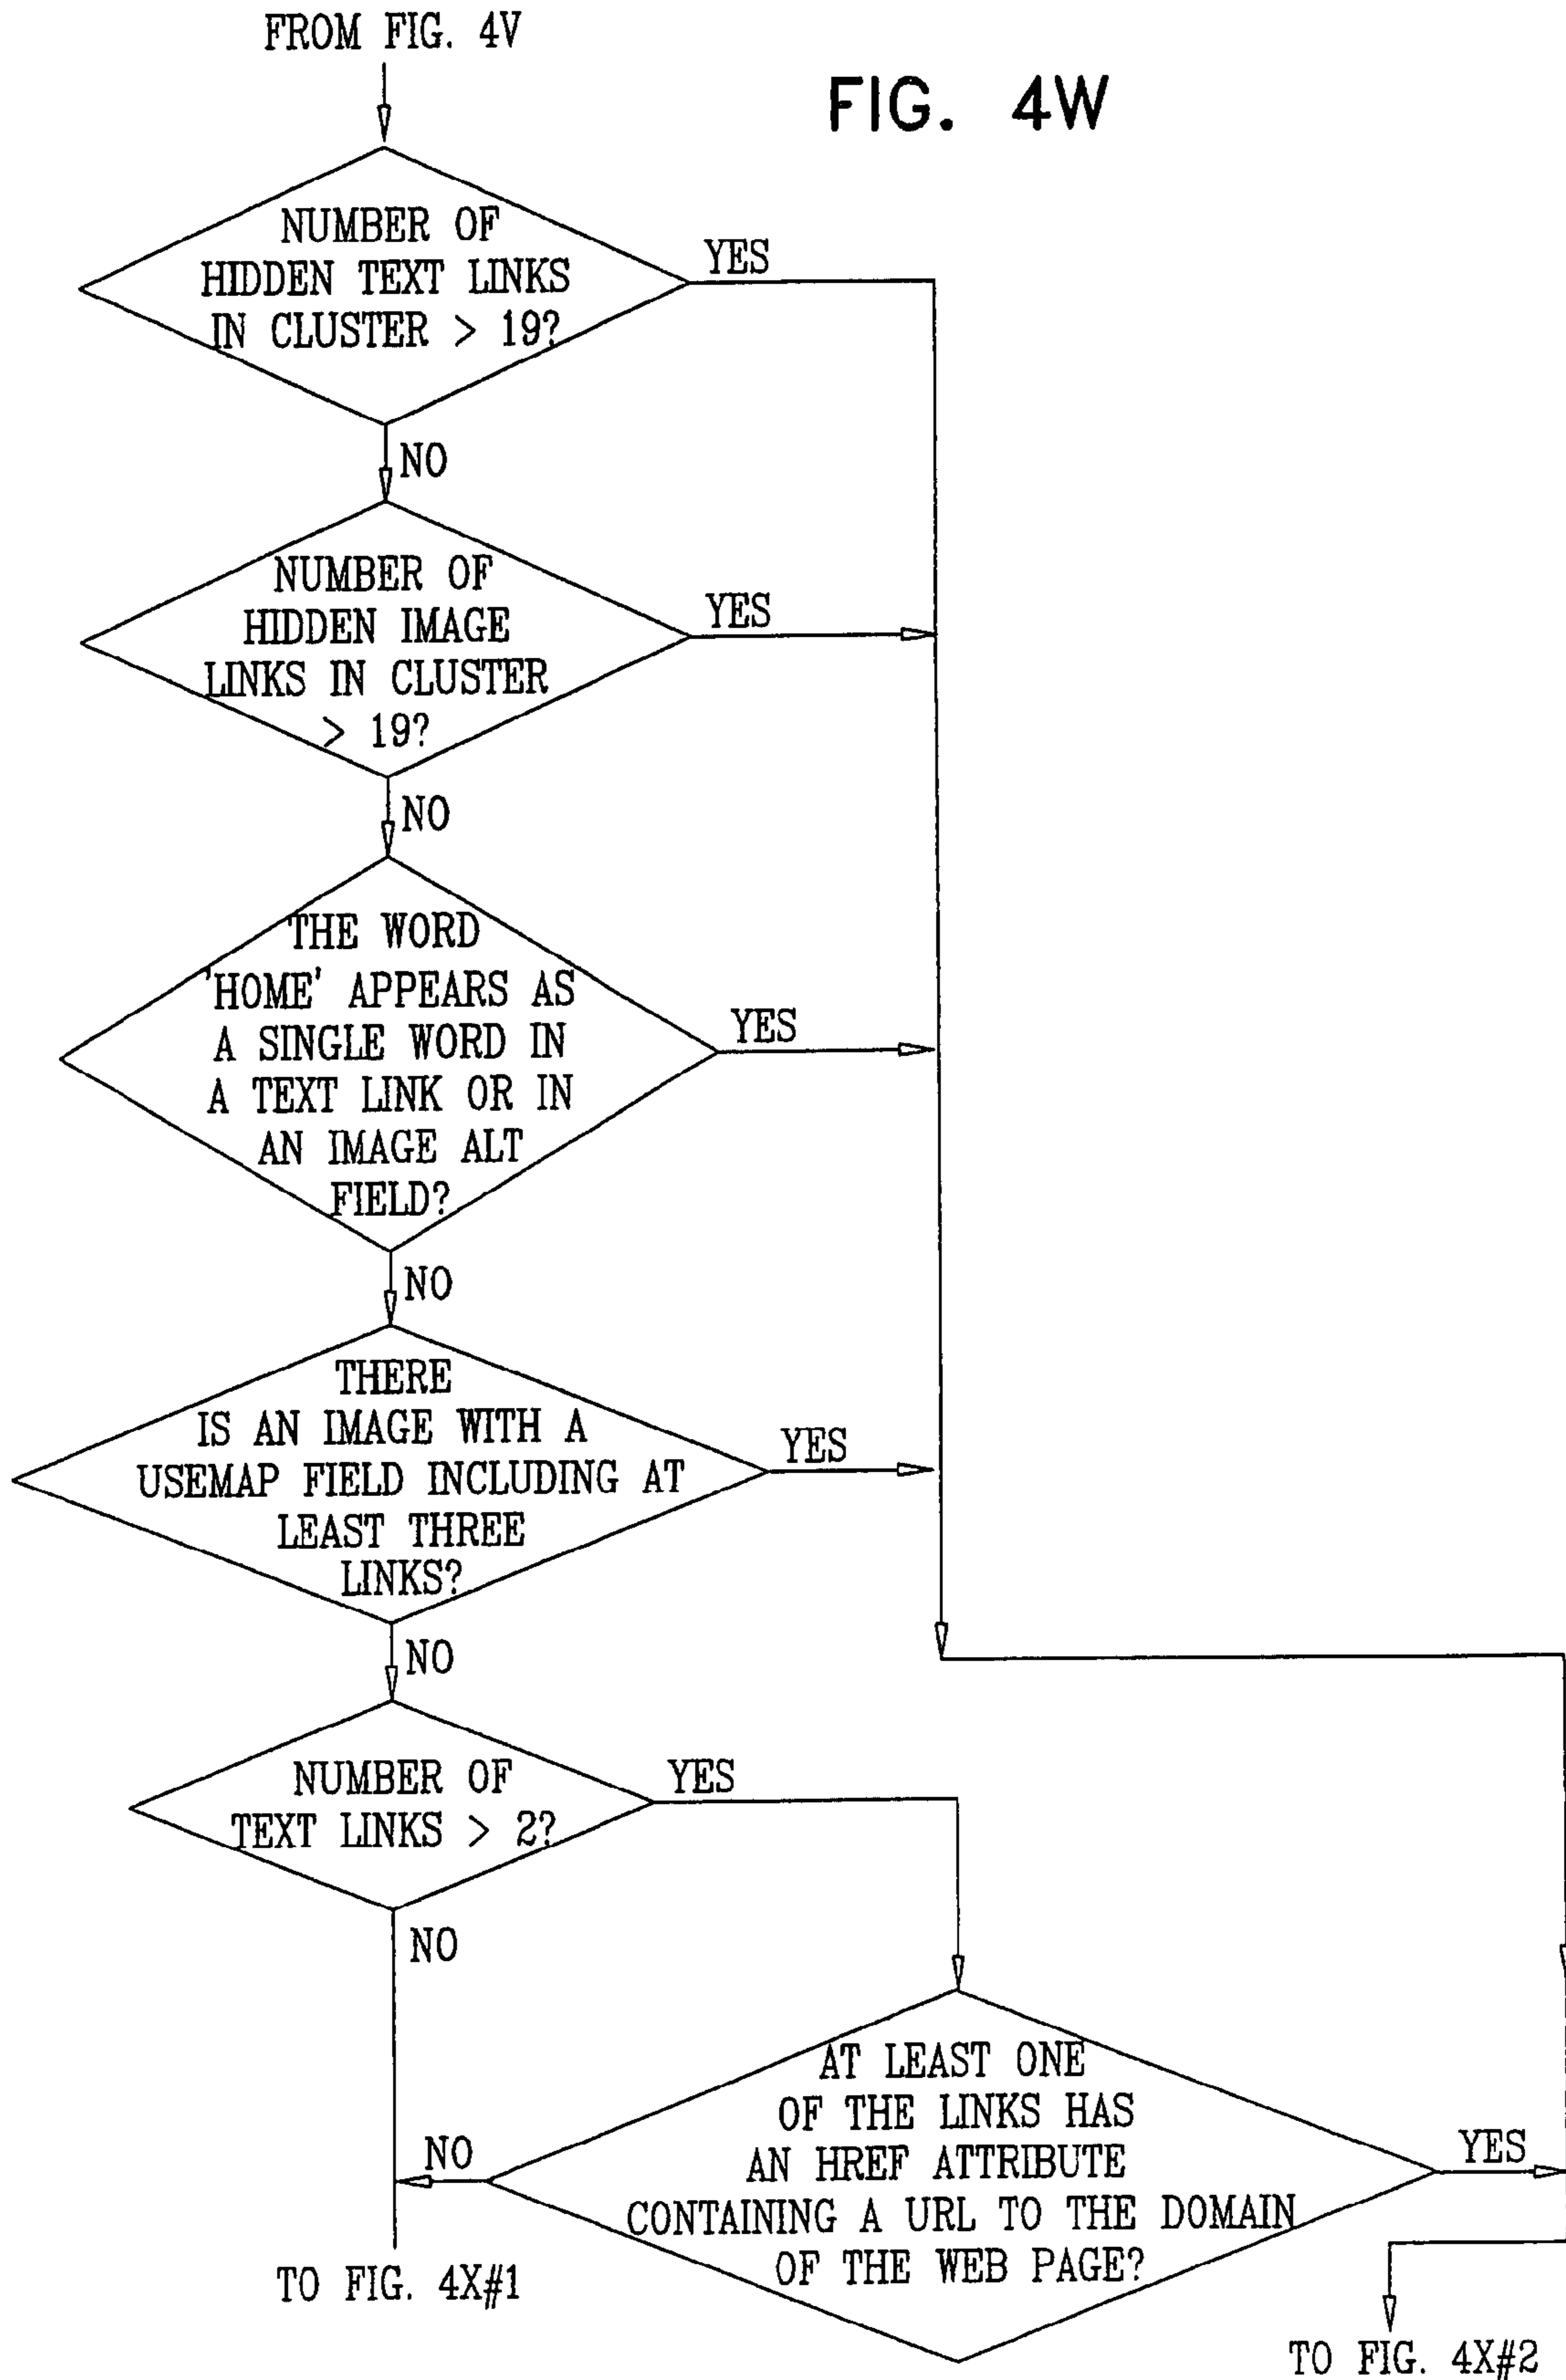 FROM FIG. 4V
FIG. 4W
NUMBER OF
HIDDEN TEXT LINKS
IN CLUSTER > 19?
YES
NO
NUMBER OF
HIDDEN IMAGE
LINKS IN CLUSTER
> 19?
YES
NO
THE WORD
'HOME' APPEARS AS
A SINGLE WORD IN
A TEXT LINK OR IN
AN IMAGE ALT
FIELD?
YES
NO
THERE
IS AN IMAGE WITH A
USEMAP FIELD INCLUDING AT
LEAST THREE
LINKS?
YES
NO
NUMBER OF
TEXT LINKS > 2?
YES
NO
AT LEAST ONE
OF THE LINKS HAS
AN HREF ATTRIBUTE
CONTAINING A URL TO THE DOMAIN
OF THE WEB PAGE?
NO
YES
TO FIG. 4X#1
TO FIG. 4X#2